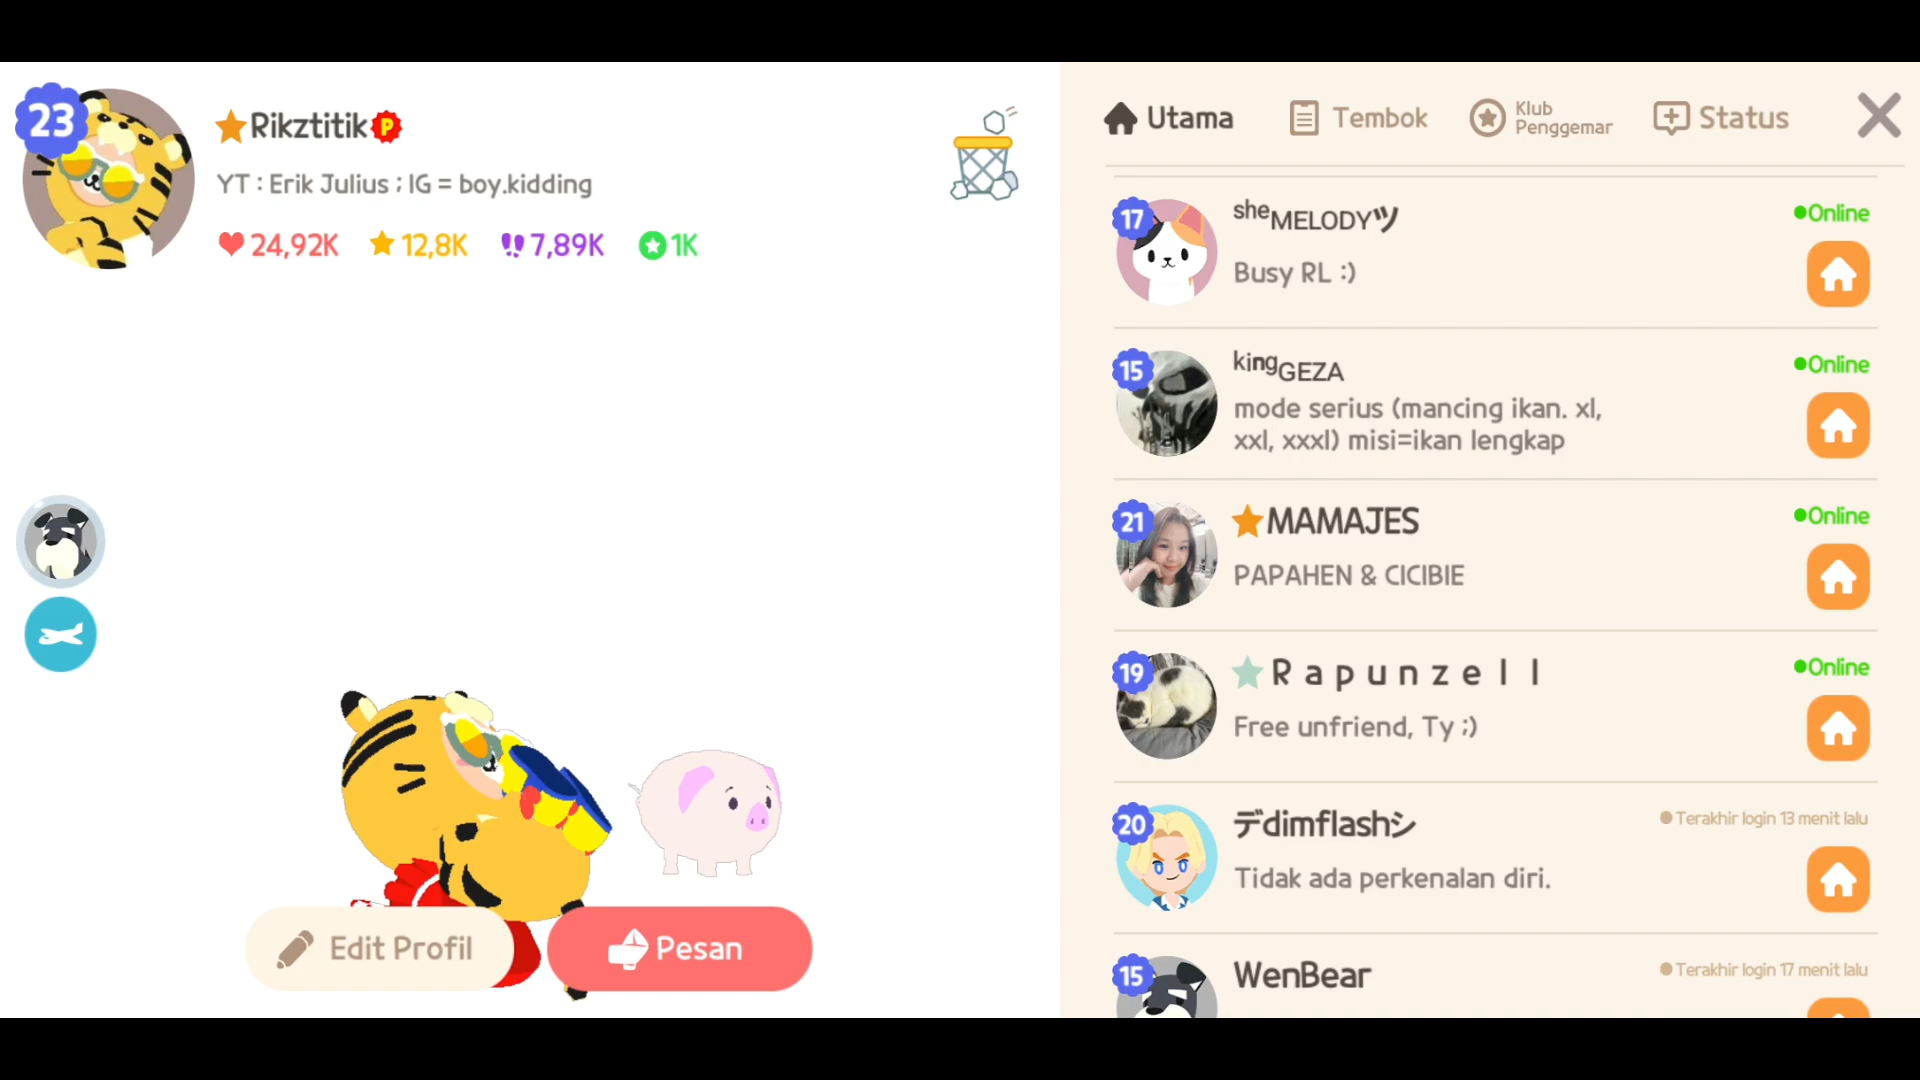 23
Rikztitik P
YT : Erik Julius ; IG = boy.kidding
24,92K 12,8K 7,89K 1K
Edit Profil
Pesan
Utama
Tembok
Klub
Penggemar
Status
17
sheMELODYツ
Online
Busy RL :)
15
kingGEZA
Online
mode serius (mancing ikan. xl,
xxl, xxxl) misi=ikan lengkap
21
MAMAJES
Online
PAPAHEN & CICIBIE
19
R a p u n z e l l
Online
Free unfriend, Ty ;)
20
デdimflashシ
Terakhir login 13 menit lalu
Tidak ada perkenalan diri.
15
WenBear
Terakhir login 17 menit lalu